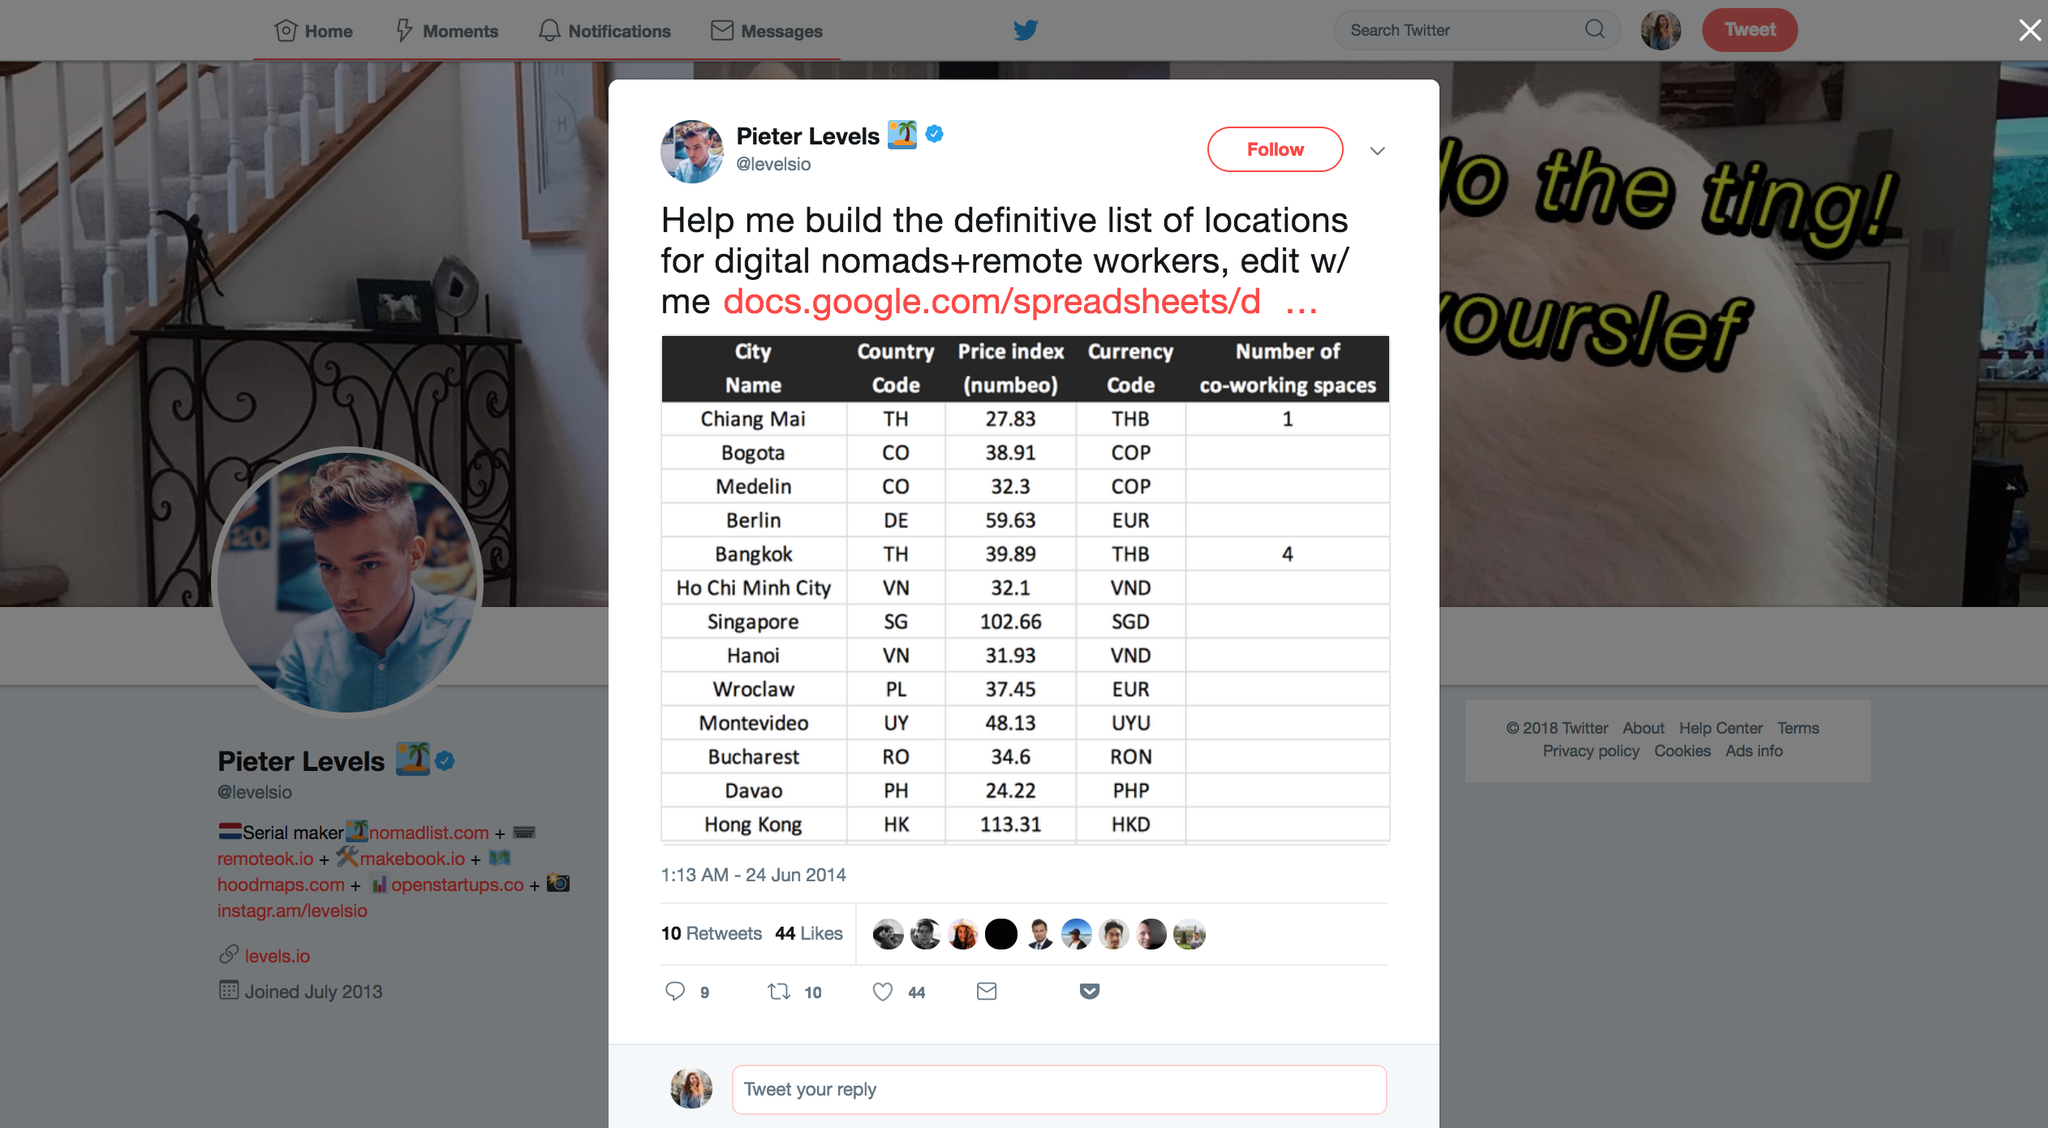 Home Moments Notifications Messages Search Twitter Tweet
Pieter Levels
@levelsio
Follow
Help me build the definitive list of locations
for digital nomads+remote workers, edit w/
me docs.google.com/spreadsheets/d …
City Name Country Code Price index (numbeo) Currency Code Number of co-working spaces
Chiang Mai TH 27.83 THB 1
Bogota CO 38.91 COP
Medelin CO 32.3 COP
Berlin DE 59.63 EUR
Bangkok TH 39.89 THB 4
Ho Chi Minh City VN 32.1 VND
Singapore SG 102.66 SGD
Hanoi VN 31.93 VND
Wroclaw PL 37.45 EUR
Montevideo UY 48.13 UYU
Bucharest RO 34.6 RON
Davao PH 24.22 PHP
Hong Kong HK 113.31 HKD
1:13 AM - 24 Jun 2014
10 Retweets 44 Likes
9 10 44
Tweet your reply
the ting!
yourslef
20
Pieter Levels
@levelsio
Serial maker nomadlist.com +
remoteok.io + makebook.io +
hoodmaps.com + openstartups.co +
instagr.am/levelsio
levels.io
Joined July 2013
© 2018 Twitter About Help Center Terms
Privacy policy Cookies Ads info